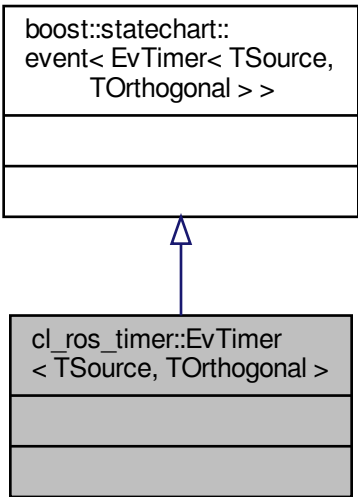 boost::statechart::
event< EvTimer< TSource,
TOrthogonal > >
cl_ros_timer::EvTimer
< TSource, TOrthogonal >